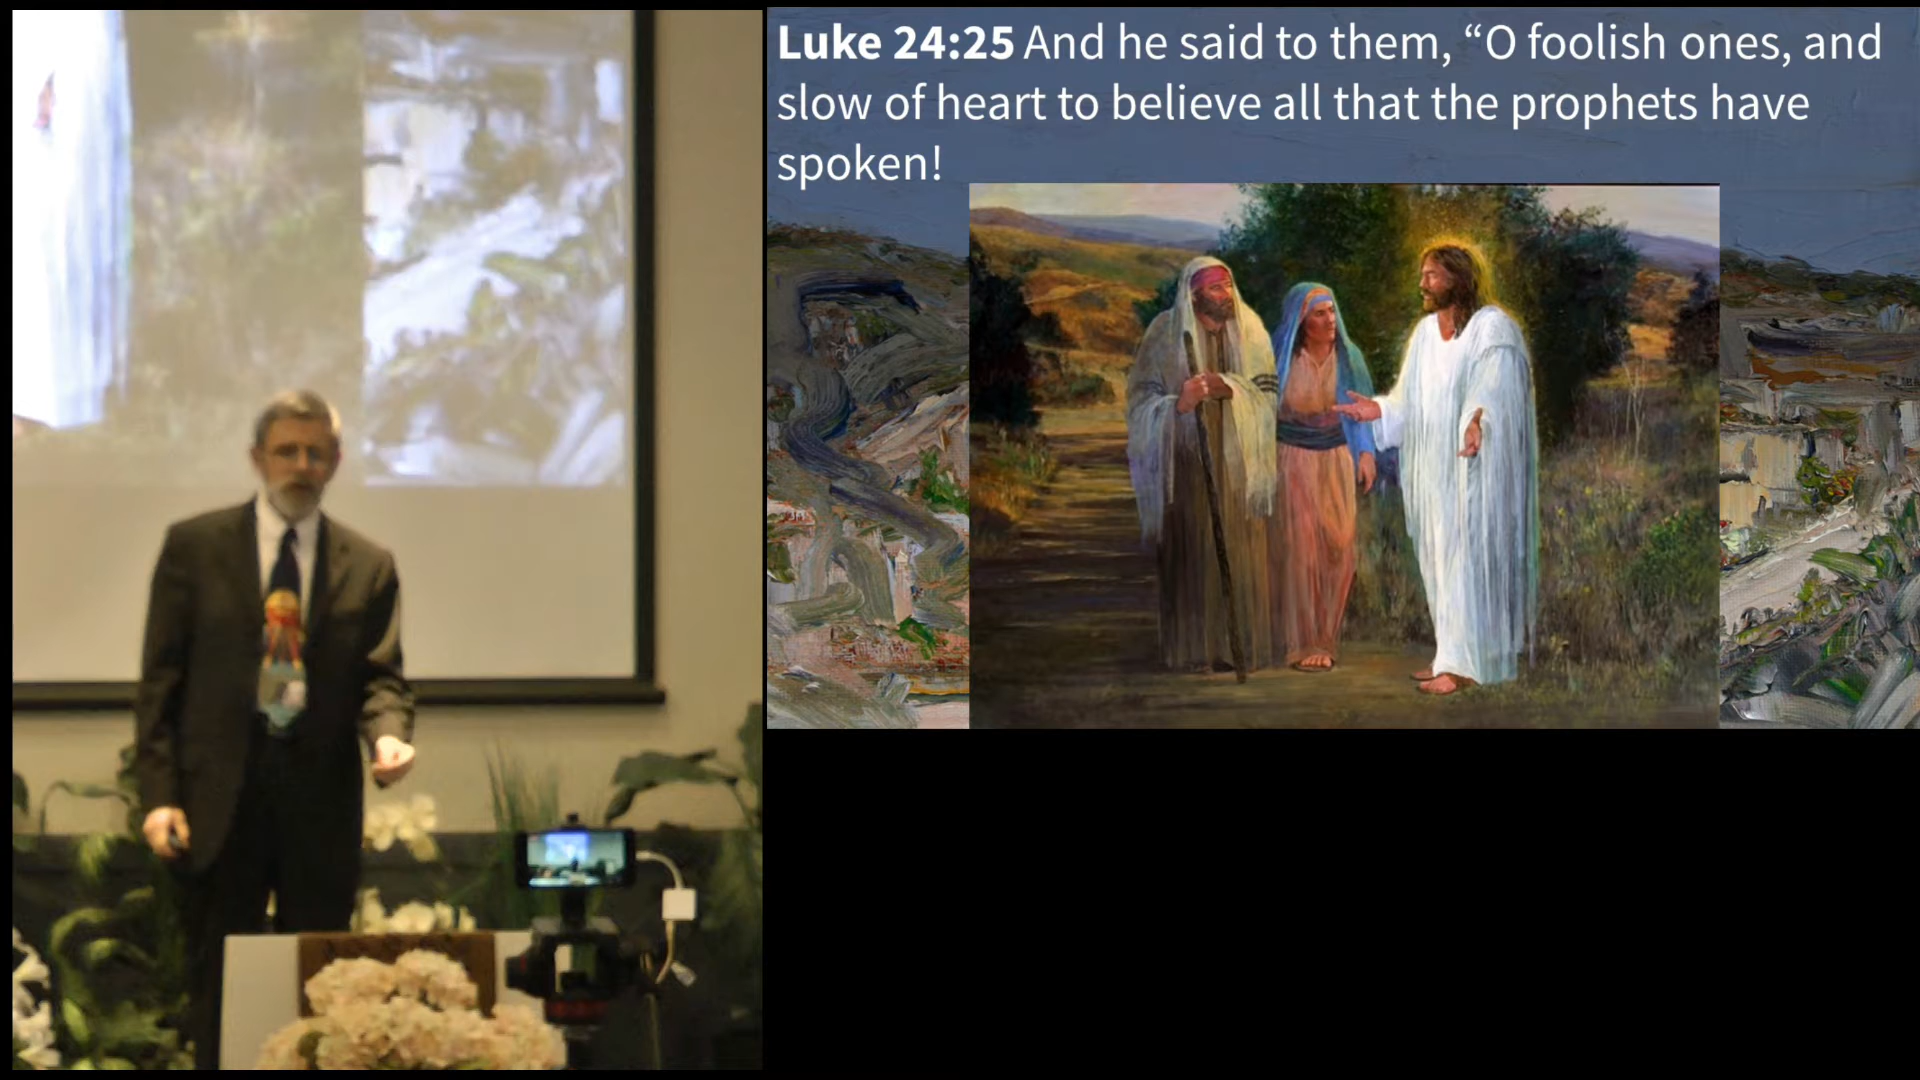 Luke 24:25 And he said to them, “O foolish ones, and
slow of heart to believe all that the prophets have
spoken!